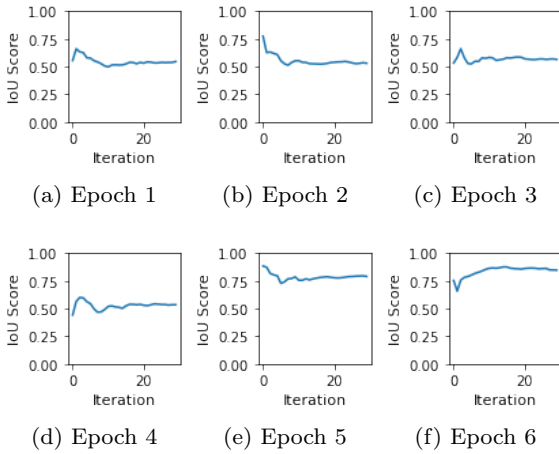 1.00
0.75
0.50
0.25
0.00
IoU Score
0
20
Iteration
(a) Epoch 1
1.00
0.75
0.50
0.25
0.00
IoU Score
0
20
Iteration
(b) Epoch 2
1.00
0.75
0.50
0.25
0.00
IoU Score
0
20
Iteration
(c) Epoch 3
1.00
0.75
0.50
0.25
0.00
IoU Score
0
20
Iteration
(d) Epoch 4
1.00
0.75
0.50
0.25
0.00
IoU Score
0
20
Iteration
(e) Epoch 5
1.00
0.75
0.50
0.25
0.00
IoU Score
0
20
Iteration
(f) Epoch 6